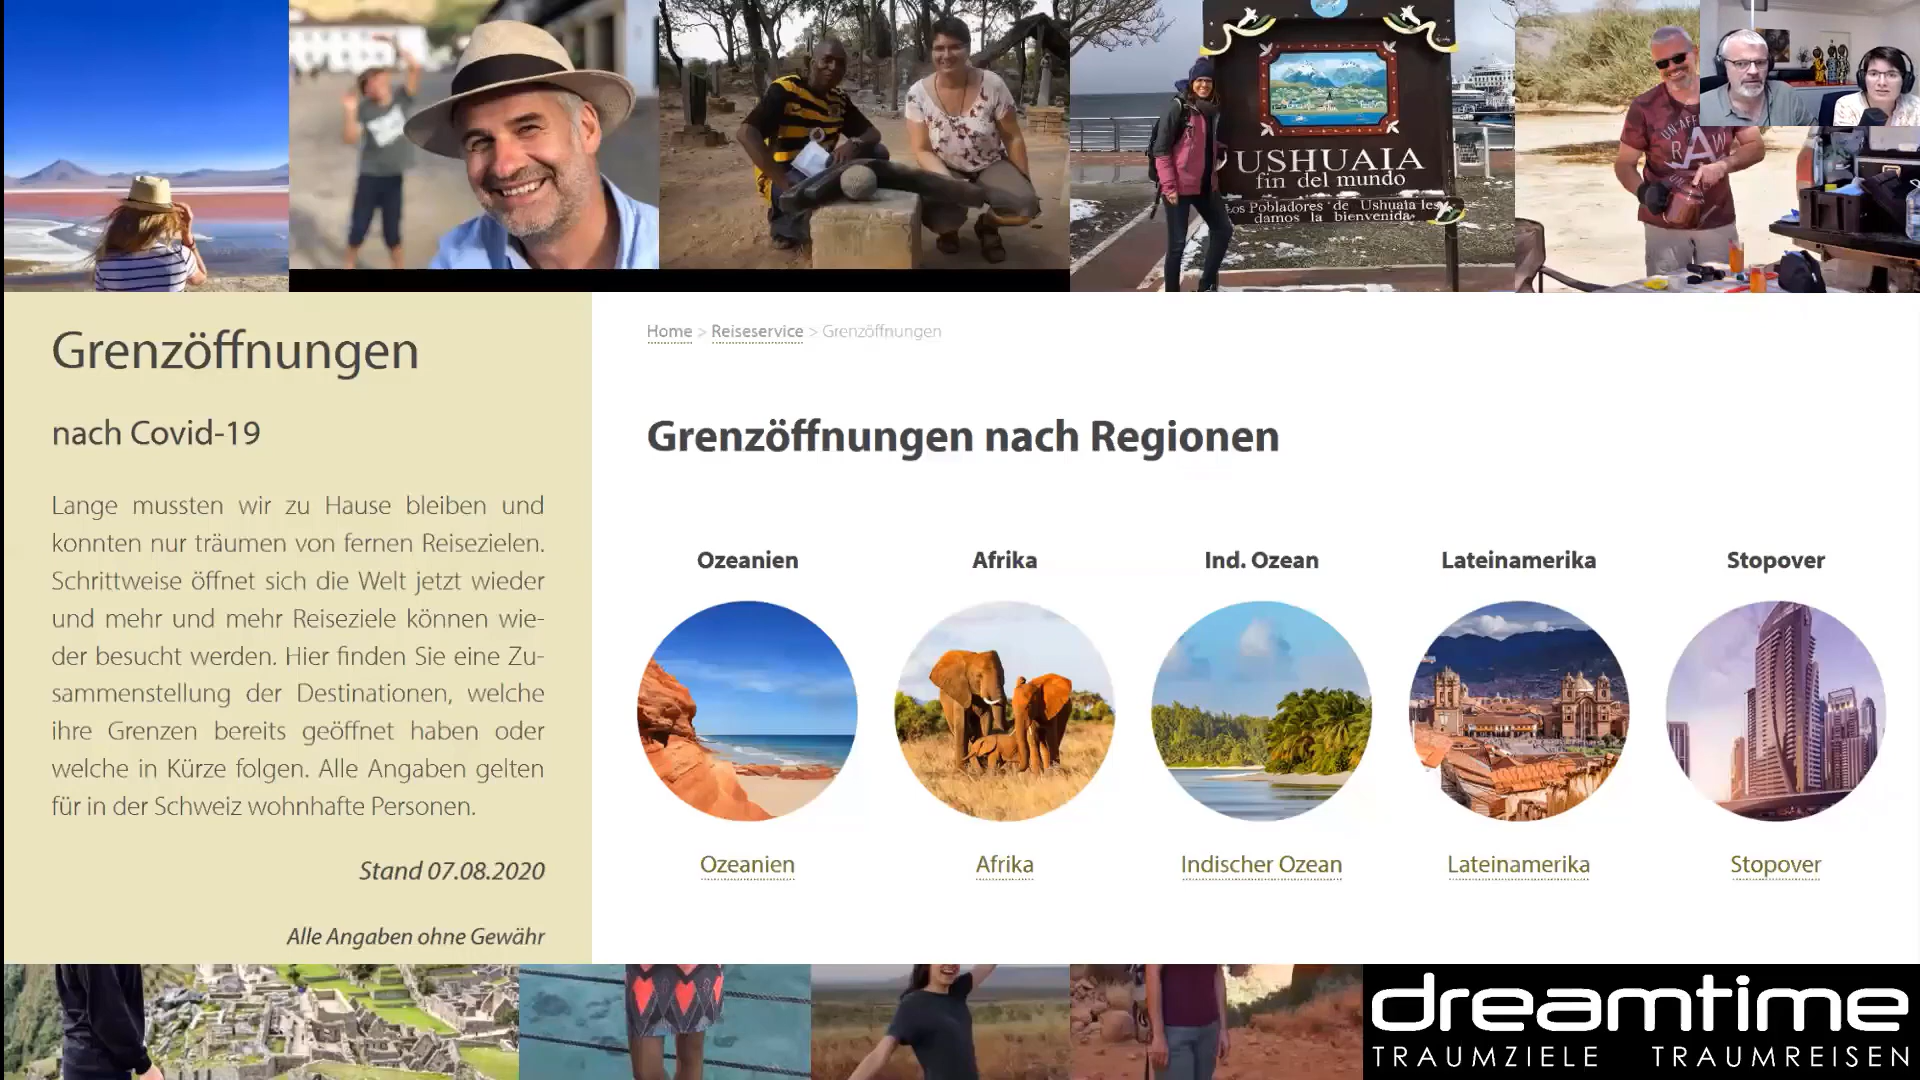 USHUAIA
fin del mundo
Los Pobladores de Ushuaia les
damos la bienvenida
UN-AFF
RAW
Grenzöffnungen
nach Covid-19
Lange mussten wir zu Hause bleiben und
konnten nur träumen von fernen Reisezielen.
Schrittweise öffnet sich die Welt jetzt wieder
und mehr und mehr Reiseziele können wie-
der besucht werden. Hier finden Sie eine Zu-
sammenstellung der Destinationen, welche
ihre Grenzen bereits geöffnet haben oder
welche in Kürze folgen. Alle Angaben gelten
für in der Schweiz wohnhafte Personen.
Stand 07.08.2020
Alle Angaben ohne Gewähr
Home > Reiseservice > Grenzöffnungen
Grenzöffnungen nach Regionen
Ozeanien Afrika Ind. Ozean Lateinamerika Stopover
Ozeanien Afrika Indischer Ozean Lateinamerika Stopover
dreamtime
TRAUMZIELE TRAUMREISEN